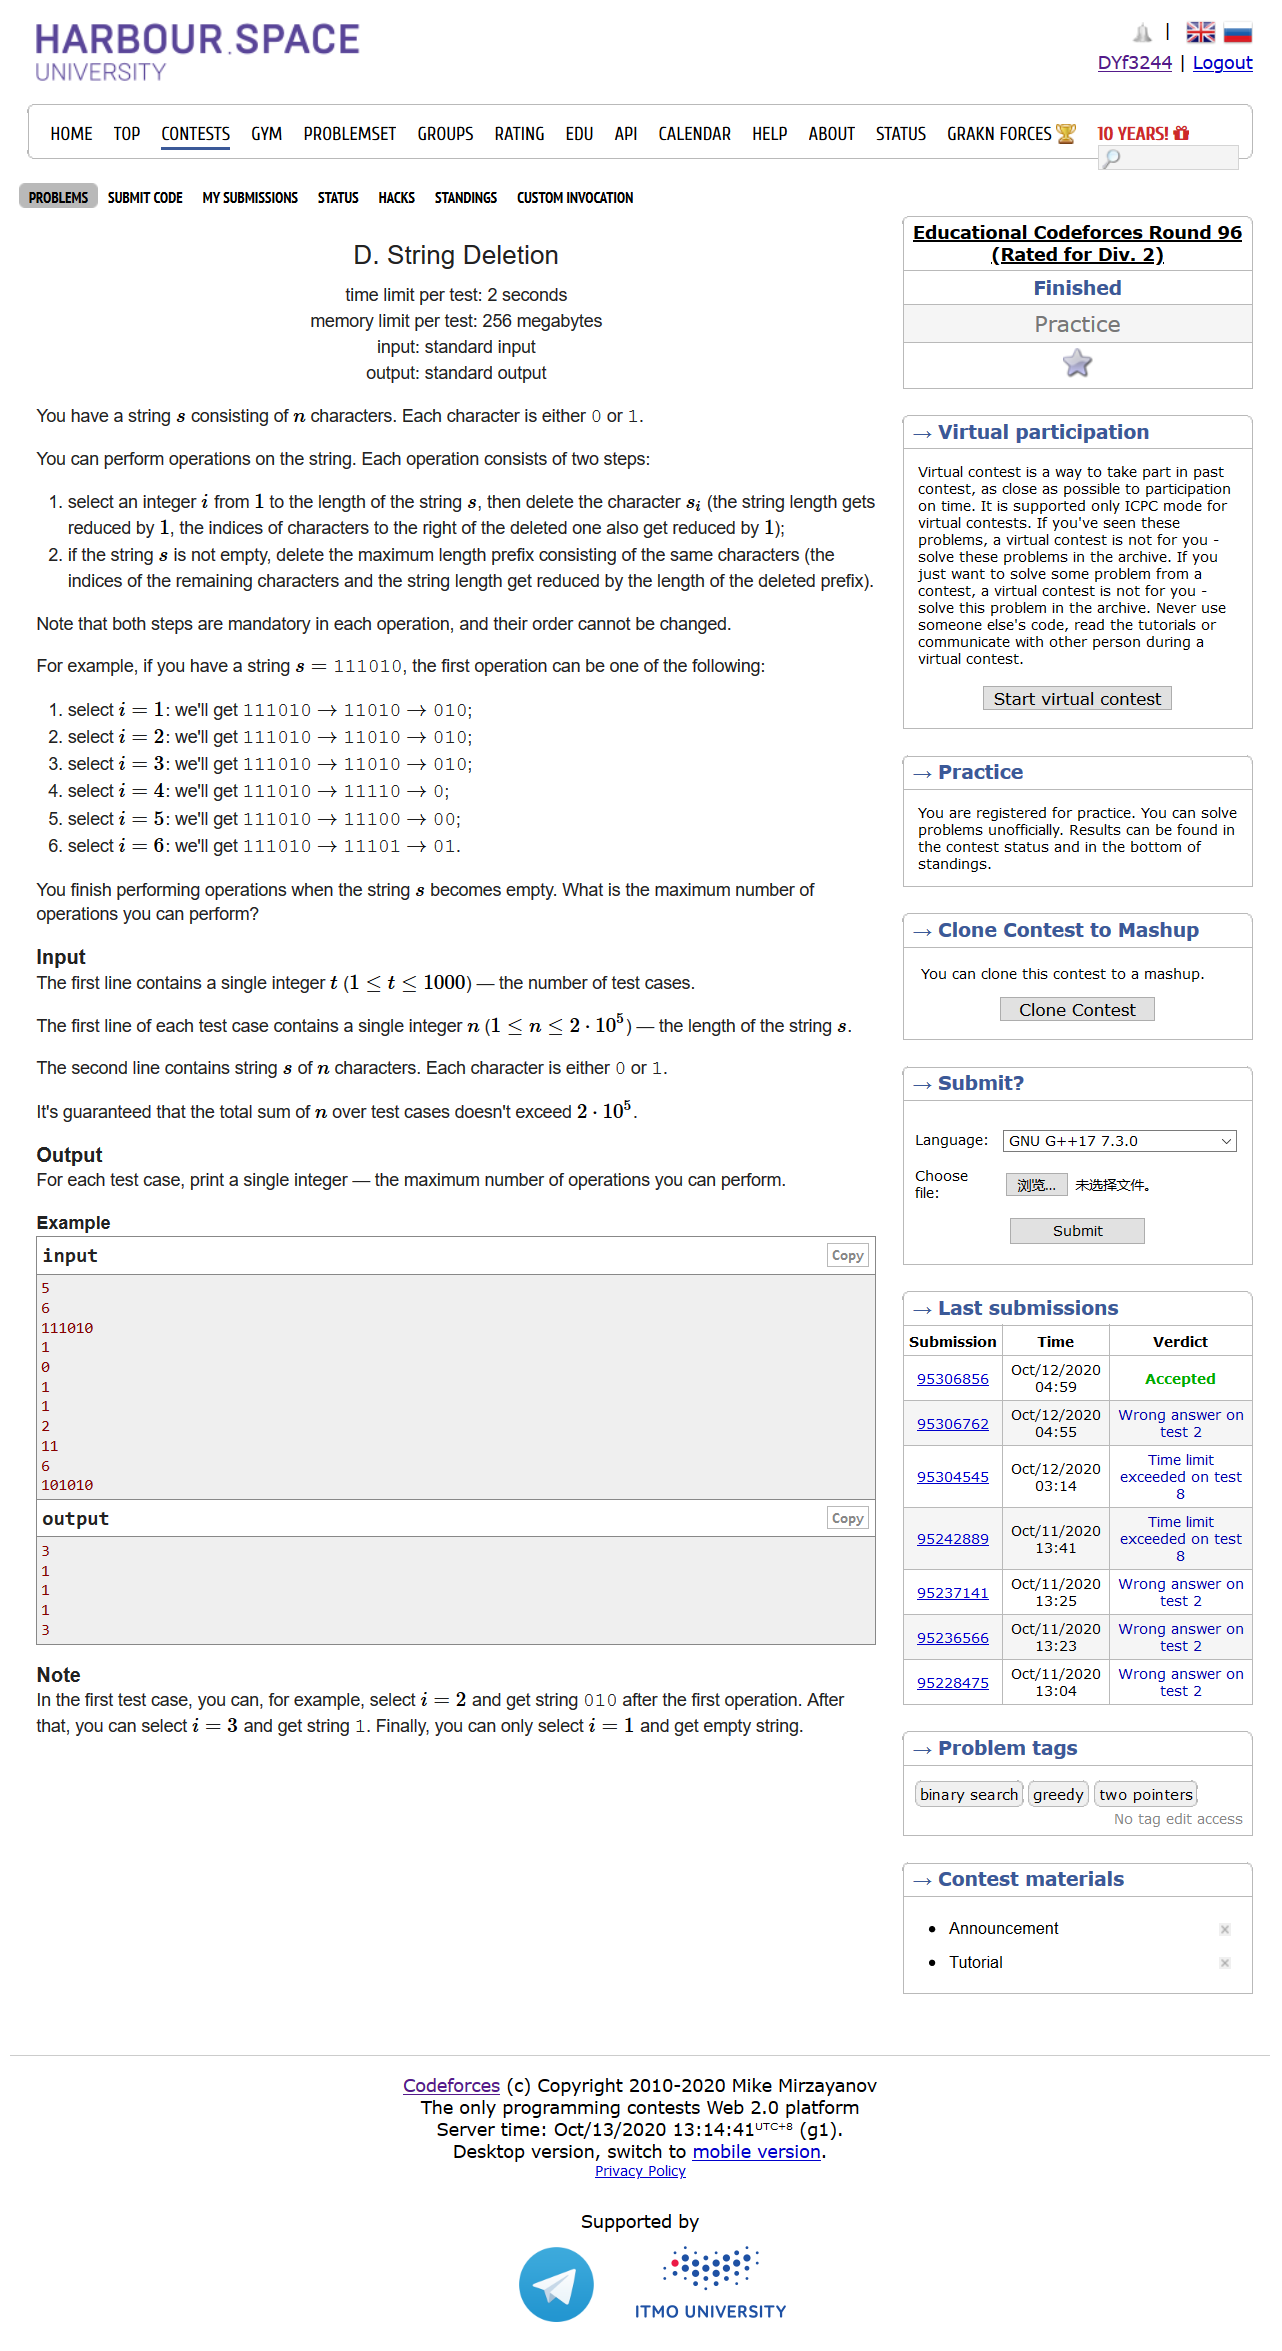 HARBOUR.SPACE
UNIVERSITY
|
DYf3244 | Logout
HOME TOP CONTESTS GYM PROBLEMSET GROUPS RATING EDU API CALENDAR HELP ABOUT STATUS GRAKN FORCES 10 YEARS!
PROBLEMS SUBMIT CODE MY SUBMISSIONS STATUS HACKS STANDINGS CUSTOM INVOCATION
D. String Deletion
time limit per test: 2 seconds
memory limit per test: 256 megabytes
input: standard input
output: standard output
You have a string s consisting of n characters. Each character is either 0 or 1.
You can perform operations on the string. Each operation consists of two steps:
1. select an integer i from 1 to the length of the string s, then delete the character s_i (the string length gets
reduced by 1, the indices of characters to the right of the deleted one also get reduced by 1);
2. if the string s is not empty, delete the maximum length prefix consisting of the same characters (the
indices of the remaining characters and the string length get reduced by the length of the deleted prefix).
Note that both steps are mandatory in each operation, and their order cannot be changed.
For example, if you have a string s = 111010, the first operation can be one of the following:
1. select i = 1: we'll get 111010 → 11010 → 010;
2. select i = 2: we'll get 111010 → 11010 → 010;
3. select i = 3: we'll get 111010 → 11010 → 010;
4. select i = 4: we'll get 111010 → 11110 → 0;
5. select i = 5: we'll get 111010 → 11100 → 00;
6. select i = 6: we'll get 111010 → 11101 → 01.
You finish performing operations when the string s becomes empty. What is the maximum number of
operations you can perform?
Input
The first line contains a single integer t (1 ≤ t ≤ 1000) — the number of test cases.
The first line of each test case contains a single integer n (1 ≤ n ≤ 2 · 10^5) — the length of the string s.
The second line contains string s of n characters. Each character is either 0 or 1.
It's guaranteed that the total sum of n over test cases doesn't exceed 2 · 10^5.
Output
For each test case, print a single integer — the maximum number of operations you can perform.
Example
input Copy
5
6
111010
1
0
1
1
2
11
6
101010
output Copy
3
1
1
1
3
Note
In the first test case, you can, for example, select i = 2 and get string 010 after the first operation. After
that, you can select i = 3 and get string 1. Finally, you can only select i = 1 and get empty string.
Educational Codeforces Round 96
(Rated for Div. 2)
Finished
Practice
→ Virtual participation
Virtual contest is a way to take part in past
contest, as close as possible to participation
on time. It is supported only ICPC mode for
virtual contests. If you've seen these
problems, a virtual contest is not for you -
solve these problems in the archive. If you
just want to solve some problem from a
contest, a virtual contest is not for you -
solve this problem in the archive. Never use
someone else's code, read the tutorials or
communicate with other person during a
virtual contest.
Start virtual contest
→ Practice
You are registered for practice. You can solve
problems unofficially. Results can be found in
the contest status and in the bottom of
standings.
→ Clone Contest to Mashup
You can clone this contest to a mashup.
Clone Contest
→ Submit?
Language: GNU G++17 7.3.0
Choose
file: 浏览... 未选择文件。
Submit
→ Last submissions
Submission Time Verdict
95306856 Oct/12/2020 04:59 Accepted
95306762 Oct/12/2020 04:55 Wrong answer on test 2
95304545 Oct/12/2020 03:14 Time limit exceeded on test 8
95242889 Oct/11/2020 13:41 Time limit exceeded on test 8
95237141 Oct/11/2020 13:25 Wrong answer on test 2
95236566 Oct/11/2020 13:23 Wrong answer on test 2
95228475 Oct/11/2020 13:04 Wrong answer on test 2
→ Problem tags
binary search greedy two pointers
No tag edit access
→ Contest materials
• Announcement
• Tutorial
Codeforces (c) Copyright 2010-2020 Mike Mirzayanov
The only programming contests Web 2.0 platform
Server time: Oct/13/2020 13:14:41 UTC+8 (g1).
Desktop version, switch to mobile version.
Privacy Policy
Supported by
ITMO UNIVERSITY